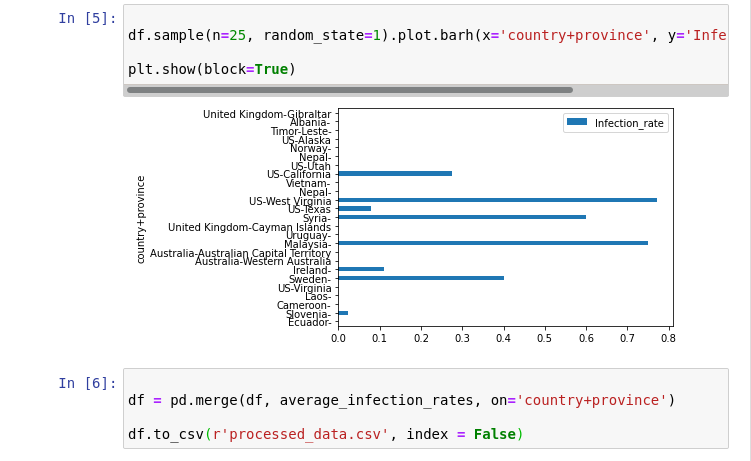 In [5]:
df.sample(n=25, random_state=1).plot.barh(x='country+province', y='Infe
plt.show(block=True)
Infection_rate
country+province
United Kingdom-Gibraltar
Albania-
Timor-Leste-
US-Alaska
Norway-
Nepal-
US-Utah
US-California
Vietnam-
Nepal-
US-West Virginia
US-Texas
Syria-
United Kingdom-Cayman Islands
Uruguay-
Malaysia-
Australia-Australian Capital Territory
Australia-Western Australia
Ireland-
Sweden-
US-Virginia
Laos-
Cameroon-
Slovenia-
Ecuador-
0.0 0.1 0.2 0.3 0.4 0.5 0.6 0.7 0.8
In [6]:
df = pd.merge(df, average_infection_rates, on='country+province')
df.to_csv(r'processed_data.csv', index = False)